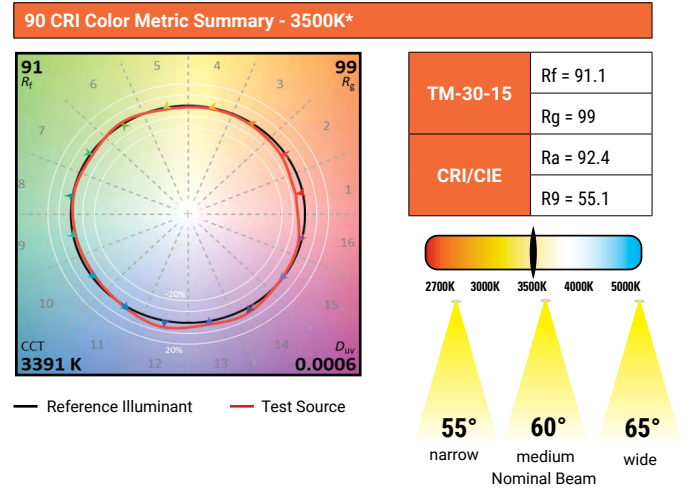 90 CRI Color Metric Summary - 3500K*
91
Rf
99
Rg
1
2
3
4
5
6
7
8
9
10
11
12
13
14
15
16
-20%
20%
CCT
3391 K
Duv
0.0006
Reference Illuminant
Test Source
TM-30-15
Rf = 91.1
Rg = 99
CRI/CIE
Ra = 92.4
R9 = 55.1
2700K 3000K 3500K 4000K 5000K
55° 60° 65°
narrow medium wide
Nominal Beam